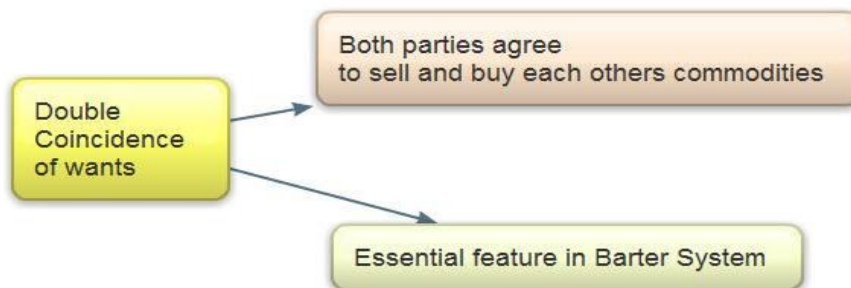 Both parties agree
to sell and buy each others commodities
Double
Coincidence
of wants
Essential feature in Barter System